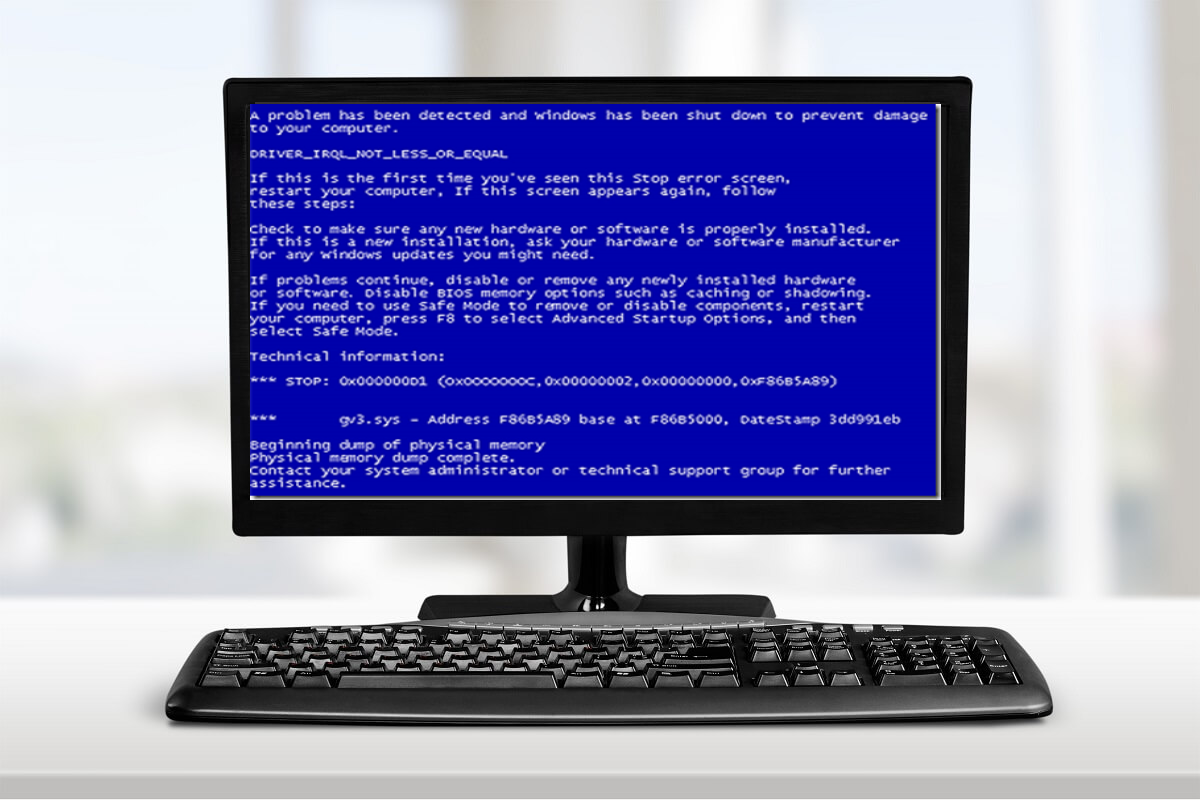 A problem has been detected and windows has been shut down to prevent damage
to your computer.
DRIVER_IRQL_NOT_LESS_OR_EQUAL
If this is the first time you've seen this Stop error screen,
restart your computer, If this screen appears again, follow
these steps:
Check to make sure any new hardware or software is properly installed.
If this is a new installation, ask your hardware or software manufacturer
for any windows updates you might need.
If problems continue, disable or remove any newly installed hardware
or software. Disable BIOS memory options such as caching or shadowing.
If you need to use Safe Mode to remove or disable components, restart
your computer, press F8 to select Advanced Startup Options, and then
select Safe Mode.
Technical information:
*** STOP: 0x000000D1 (0x0000000C,0x00000002,0x00000000,0xF86B5A89)
*** gv3.sys - Address F86B5A89 base at F86B5000, DateStamp 3dd991eb
Beginning dump of physical memory
Physical memory dump complete.
Contact your system administrator or technical support group for further
assistance.